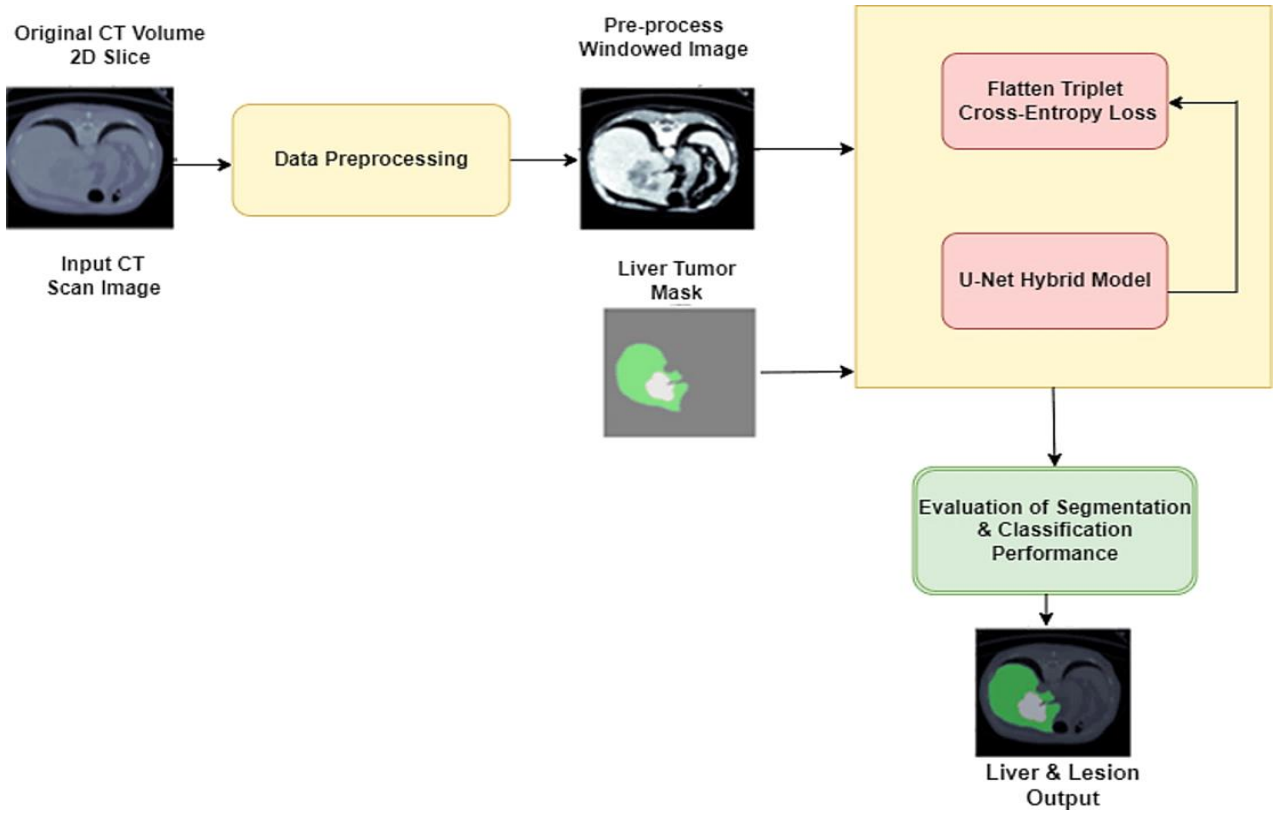 Original CT Volume
2D Slice
Input CT
Scan Image
Data Preprocessing
Pre-process
Windowed Image
Liver Tumor
Mask
Flatten Triplet
Cross-Entropy Loss
U-Net Hybrid Model
Evaluation of Segmentation
& Classification
Performance
Liver & Lesion
Output